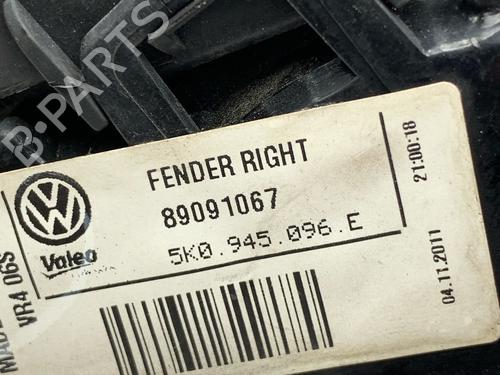 B-PARTS
FENDER RIGHT
89091067
5K0.945.096.E
Valeo
VR4 06S
21:00:18
04.11.2011